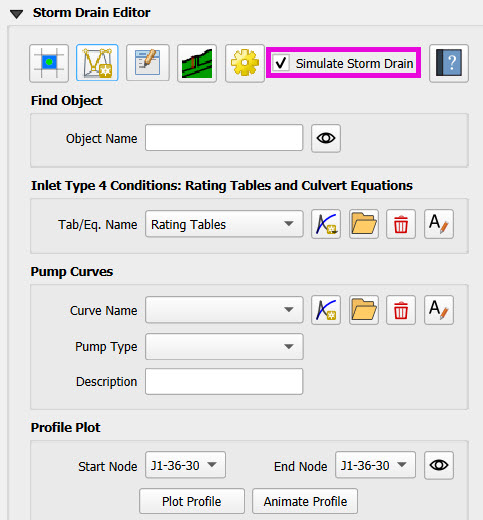 Storm Drain Editor
Simulate Storm Drain
Find Object
Object Name
Inlet Type 4 Conditions: Rating Tables and Culvert Equations
Tab/Eq. Name Rating Tables
Pump Curves
Curve Name
Pump Type
Description
Profile Plot
Start Node J1-36-30 End Node J1-36-30
Plot Profile Animate Profile